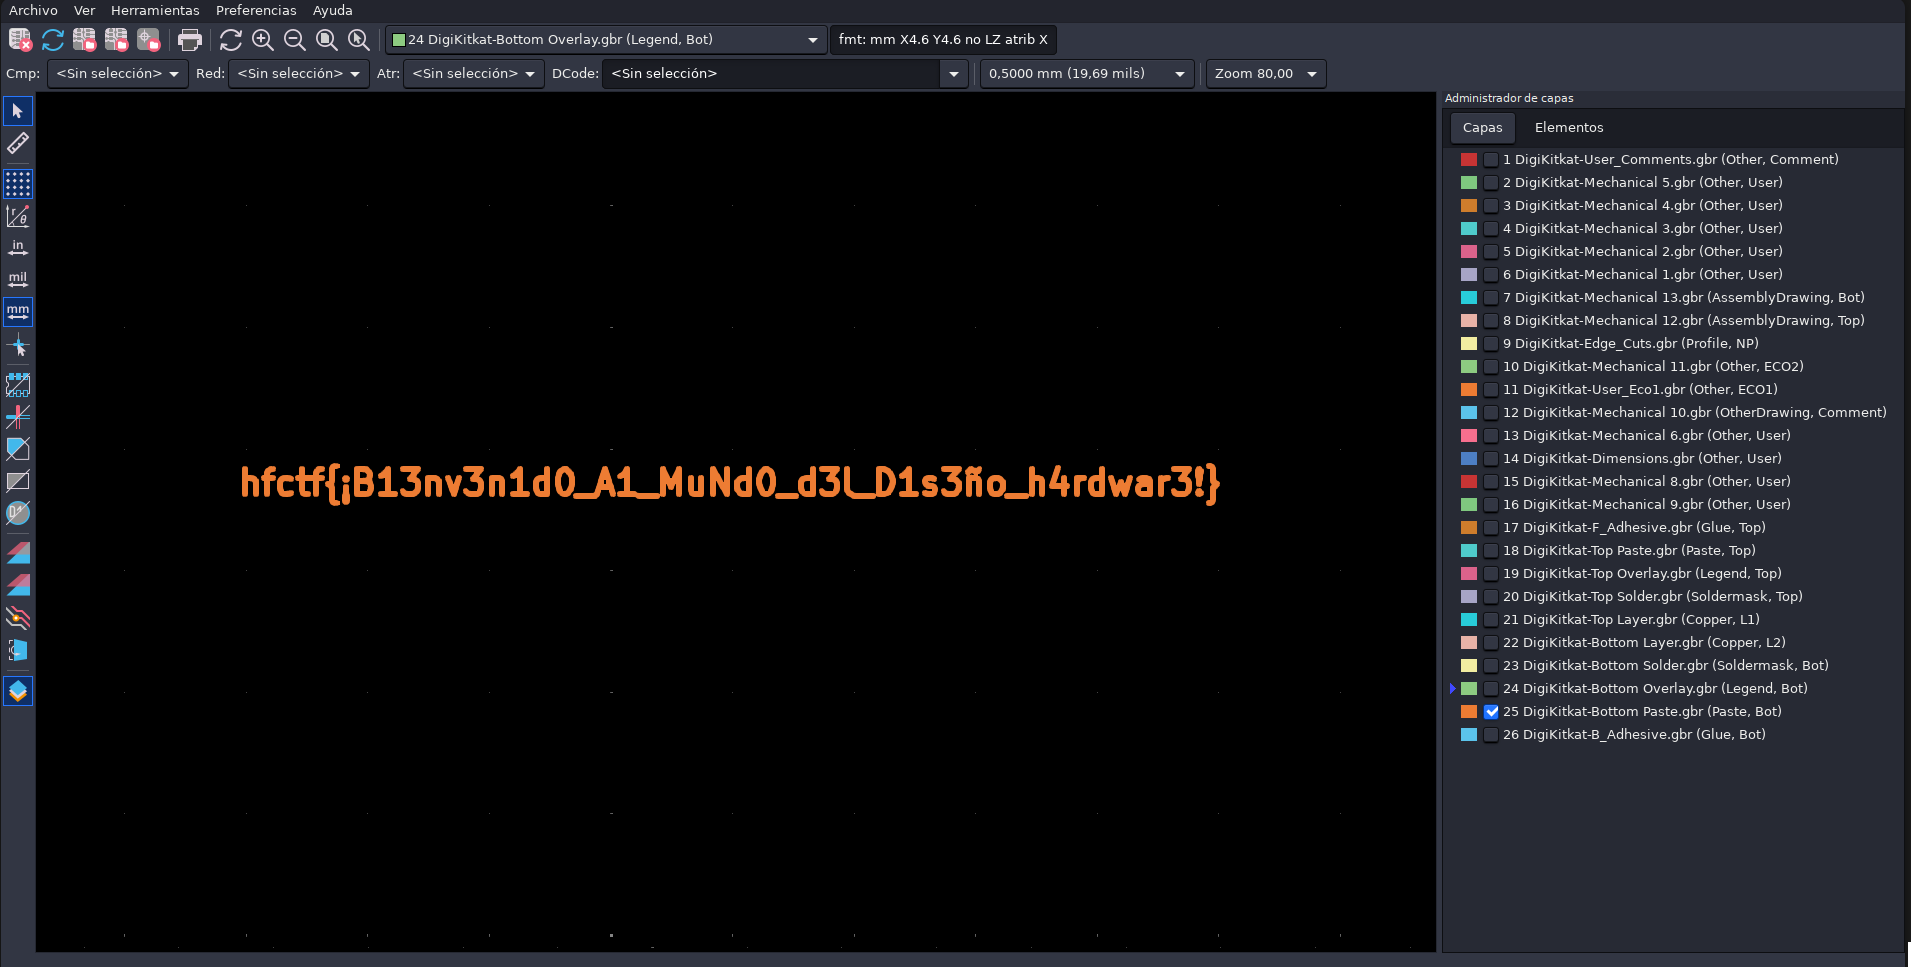 Archivo Ver Herramientas Preferencias Ayuda
24 DigiKitkat-Bottom Overlay.gbr (Legend, Bot) fmt: mm X4.6 Y4.6 no LZ atrib X
Cmp: <Sin selección> Red: <Sin selección> Atr: <Sin selección> DCode: <Sin selección> 0,5000 mm (19,69 mils) Zoom 80,00
in
mil
mm
hfctf{¡B13nv3n1d0_A1_MuNd0_d3l_D1s3ño_h4rdwar3!}
Administrador de capas
Capas Elementos
1 DigiKitkat-User_Comments.gbr (Other, Comment)
2 DigiKitkat-Mechanical 5.gbr (Other, User)
3 DigiKitkat-Mechanical 4.gbr (Other, User)
4 DigiKitkat-Mechanical 3.gbr (Other, User)
5 DigiKitkat-Mechanical 2.gbr (Other, User)
6 DigiKitkat-Mechanical 1.gbr (Other, User)
7 DigiKitkat-Mechanical 13.gbr (AssemblyDrawing, Bot)
8 DigiKitkat-Mechanical 12.gbr (AssemblyDrawing, Top)
9 DigiKitkat-Edge_Cuts.gbr (Profile, NP)
10 DigiKitkat-Mechanical 11.gbr (Other, ECO2)
11 DigiKitkat-User_Eco1.gbr (Other, ECO1)
12 DigiKitkat-Mechanical 10.gbr (OtherDrawing, Comment)
13 DigiKitkat-Mechanical 6.gbr (Other, User)
14 DigiKitkat-Dimensions.gbr (Other, User)
15 DigiKitkat-Mechanical 8.gbr (Other, User)
16 DigiKitkat-Mechanical 9.gbr (Other, User)
17 DigiKitkat-F_Adhesive.gbr (Glue, Top)
18 DigiKitkat-Top Paste.gbr (Paste, Top)
19 DigiKitkat-Top Overlay.gbr (Legend, Top)
20 DigiKitkat-Top Solder.gbr (Soldermask, Top)
21 DigiKitkat-Top Layer.gbr (Copper, L1)
22 DigiKitkat-Bottom Layer.gbr (Copper, L2)
23 DigiKitkat-Bottom Solder.gbr (Soldermask, Bot)
24 DigiKitkat-Bottom Overlay.gbr (Legend, Bot)
25 DigiKitkat-Bottom Paste.gbr (Paste, Bot)
26 DigiKitkat-B_Adhesive.gbr (Glue, Bot)